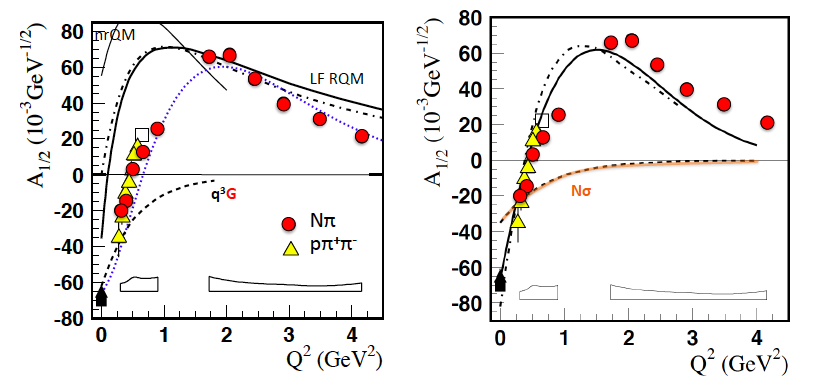 A1/2 (10-3GeV-1/2)
80
60
40
20
0
-20
-40
-60
-80
nrQM
LF RQM
q3G
Nπ
pπ+π-
0 1 2 3 4
Q2 (GeV2)
A1/2 (10-3GeV-1/2)
80
60
40
20
0
-20
-40
-60
-80
Nσ
0 1 2 3 4
Q2 (GeV2)